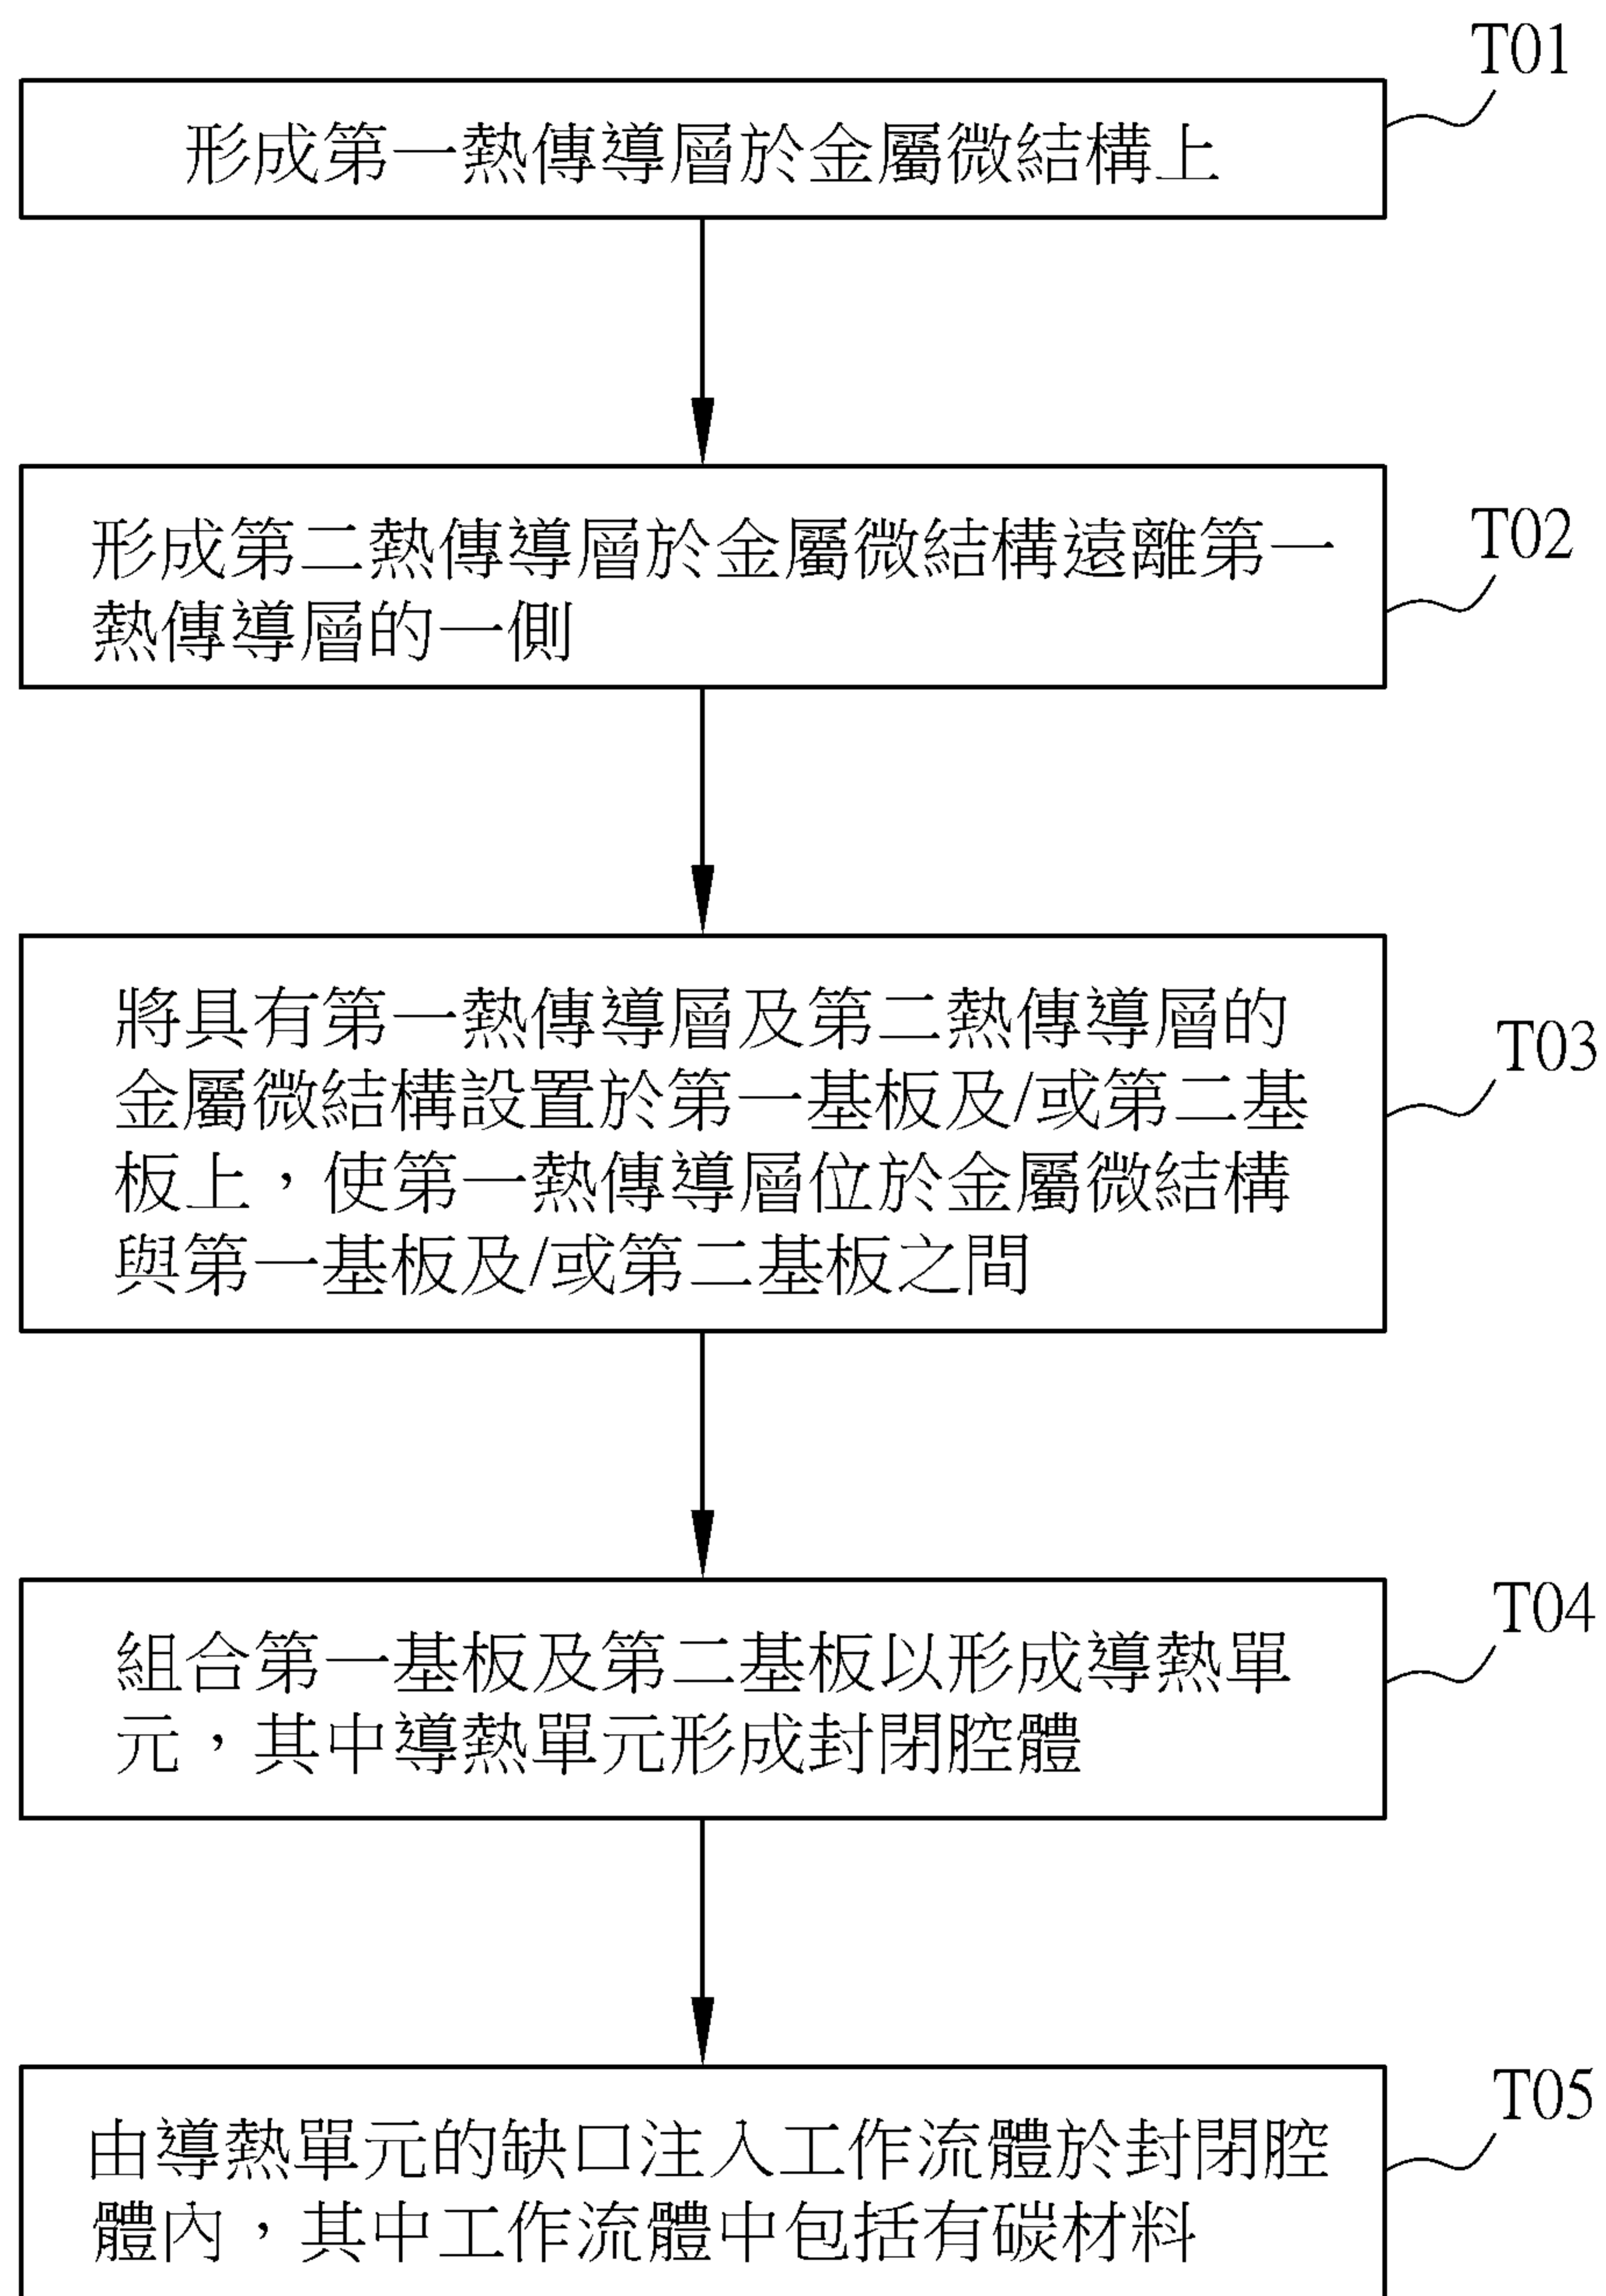 T01
形成第一熱傳導層於金屬微結構上
T02
形成第二熱傳導層於金屬微結構遠離第一
熱傳導層的一側
T03
將具有第一熱傳導層及第二熱傳導層的
金屬微結構設置於第一基板及/或第二基
板上，使第一熱傳導層位於金屬微結構
與第一基板及/或第二基板之間
T04
組合第一基板及第二基板以形成導熱單
元，其中導熱單元形成封閉腔體
T05
由導熱單元的缺口注入工作流體於封閉腔
體內，其中工作流體中包括有碳材料